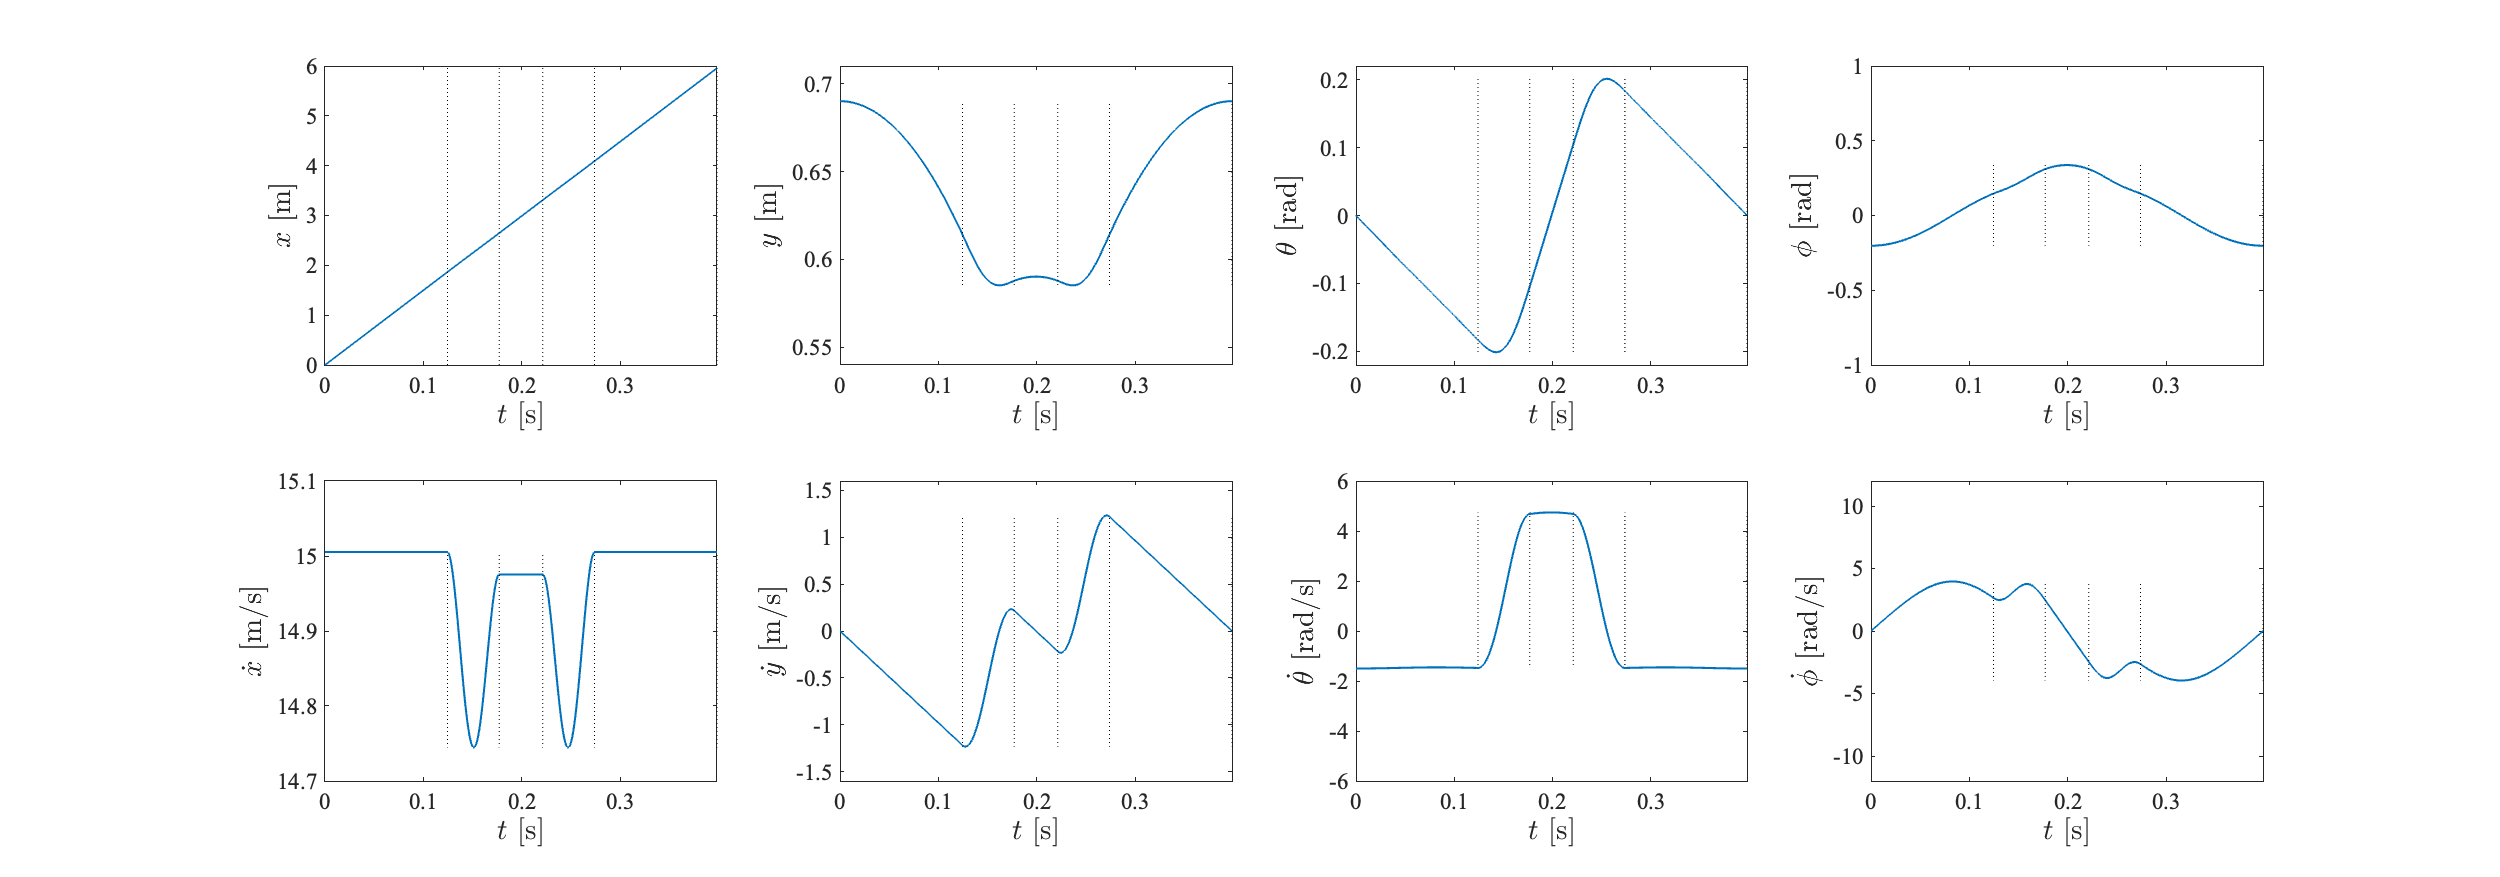 6
5
4
3
2
1
0
x [m]
0 0.1 0.2 0.3
t [s]
0.7
0.65
0.6
0.55
y [m]
0 0.1 0.2 0.3
t [s]
0.2
0.1
0
-0.1
-0.2
θ [rad]
0 0.1 0.2 0.3
t [s]
1
0.5
0
-0.5
-1
ϕ [rad]
0 0.1 0.2 0.3
t [s]
15.1
15
14.9
14.8
14.7
ẋ [m/s]
0 0.1 0.2 0.3
t [s]
1.5
1
0.5
0
-0.5
-1
-1.5
ẏ [m/s]
0 0.1 0.2 0.3
t [s]
6
4
2
0
-2
-4
-6
θ̇ [rad/s]
0 0.1 0.2 0.3
t [s]
10
5
0
-5
-10
ϕ̇ [rad/s]
0 0.1 0.2 0.3
t [s]